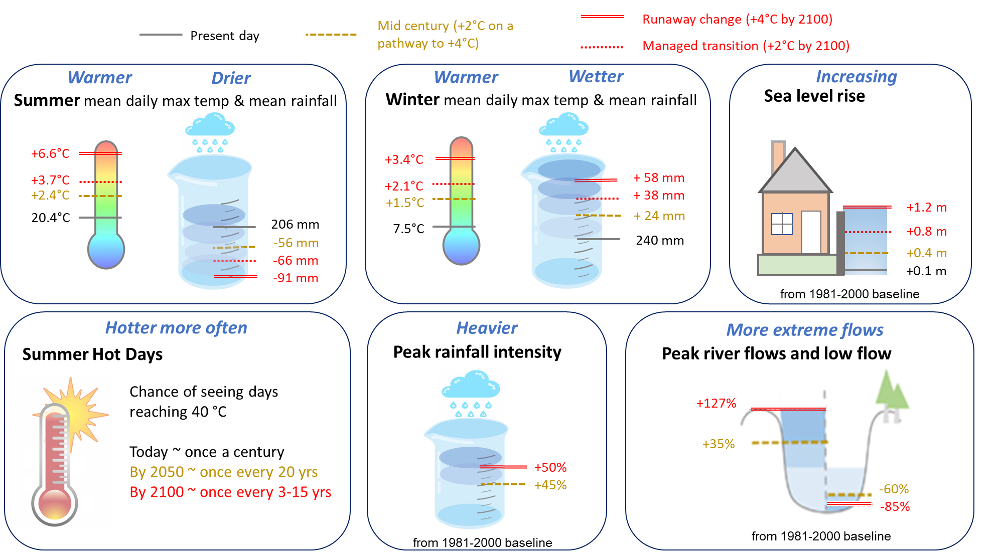 Present day
Mid century (+2°C on a
pathway to +4°C)
Runaway change (+4°C by 2100)
Managed transition (+2°C by 2100)
Warmer
Drier
Summer mean daily max temp & mean rainfall
+6.6°C
+3.7°C
+2.4°C
20.4°C
206 mm
-56 mm
-66 mm
-91 mm
Warmer
Wetter
Winter mean daily max temp & mean rainfall
+3.4°C
+2.1°C
+1.5°C
7.5°C
+ 58 mm
+ 38 mm
+ 24 mm
240 mm
Increasing
Sea level rise
+1.2 m
+0.8 m
+0.4 m
+0.1 m
from 1981-2000 baseline
Hotter more often
Summer Hot Days
Chance of seeing days
reaching 40 °C
Today ~ once a century
By 2050 ~ once every 20 yrs
By 2100 ~ once every 3-15 yrs
Heavier
Peak rainfall intensity
+50%
+45%
from 1981-2000 baseline
More extreme flows
Peak river flows and low flow
+127%
+35%
-60%
-85%
from 1981-2000 baseline